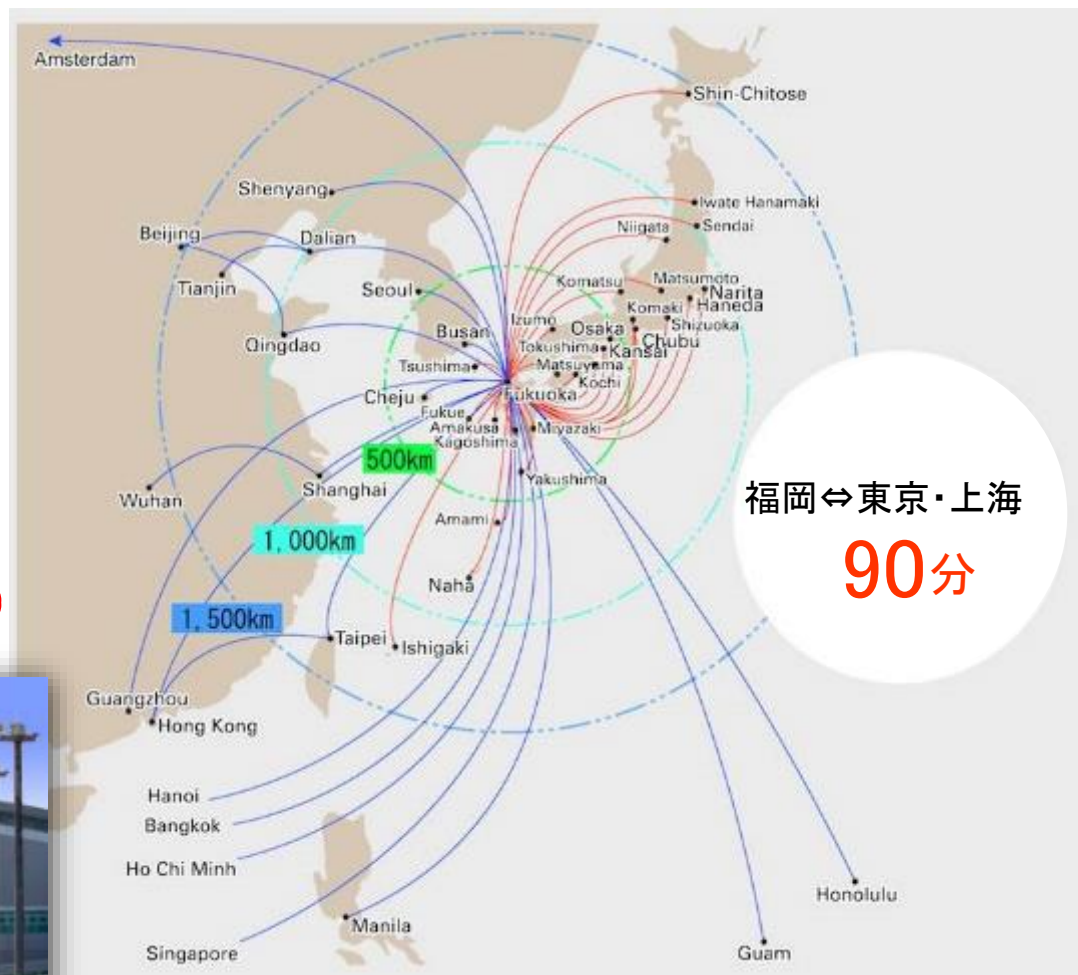 Amsterdam
Shin-Chitose
Shenyang
Iwate Hanamaki
Beijing
Dalian
Niigata
Sendai
Tianjin
Seoul
Komatsu
Matsumoto
Narita
Haneda
Qingdao
Busan
Izumo
Osaka
Komaki
Shizuoka
Tokushima
Kansai
Chubu
Tsushima
Matsuyama
Kochi
Cheju
Fukuoka
Fukue
Amakusa
Miyazaki
Kagoshima
500km
Yakushima
Wuhan
Shanghai
福岡⇔東京・上海
90分
Amami
1,000km
Naha
1,500km
Taipei
Ishigaki
Guangzhou
Hong Kong
Hanoi
Bangkok
Ho Chi Minh
Honolulu
Manila
Singapore
Guam